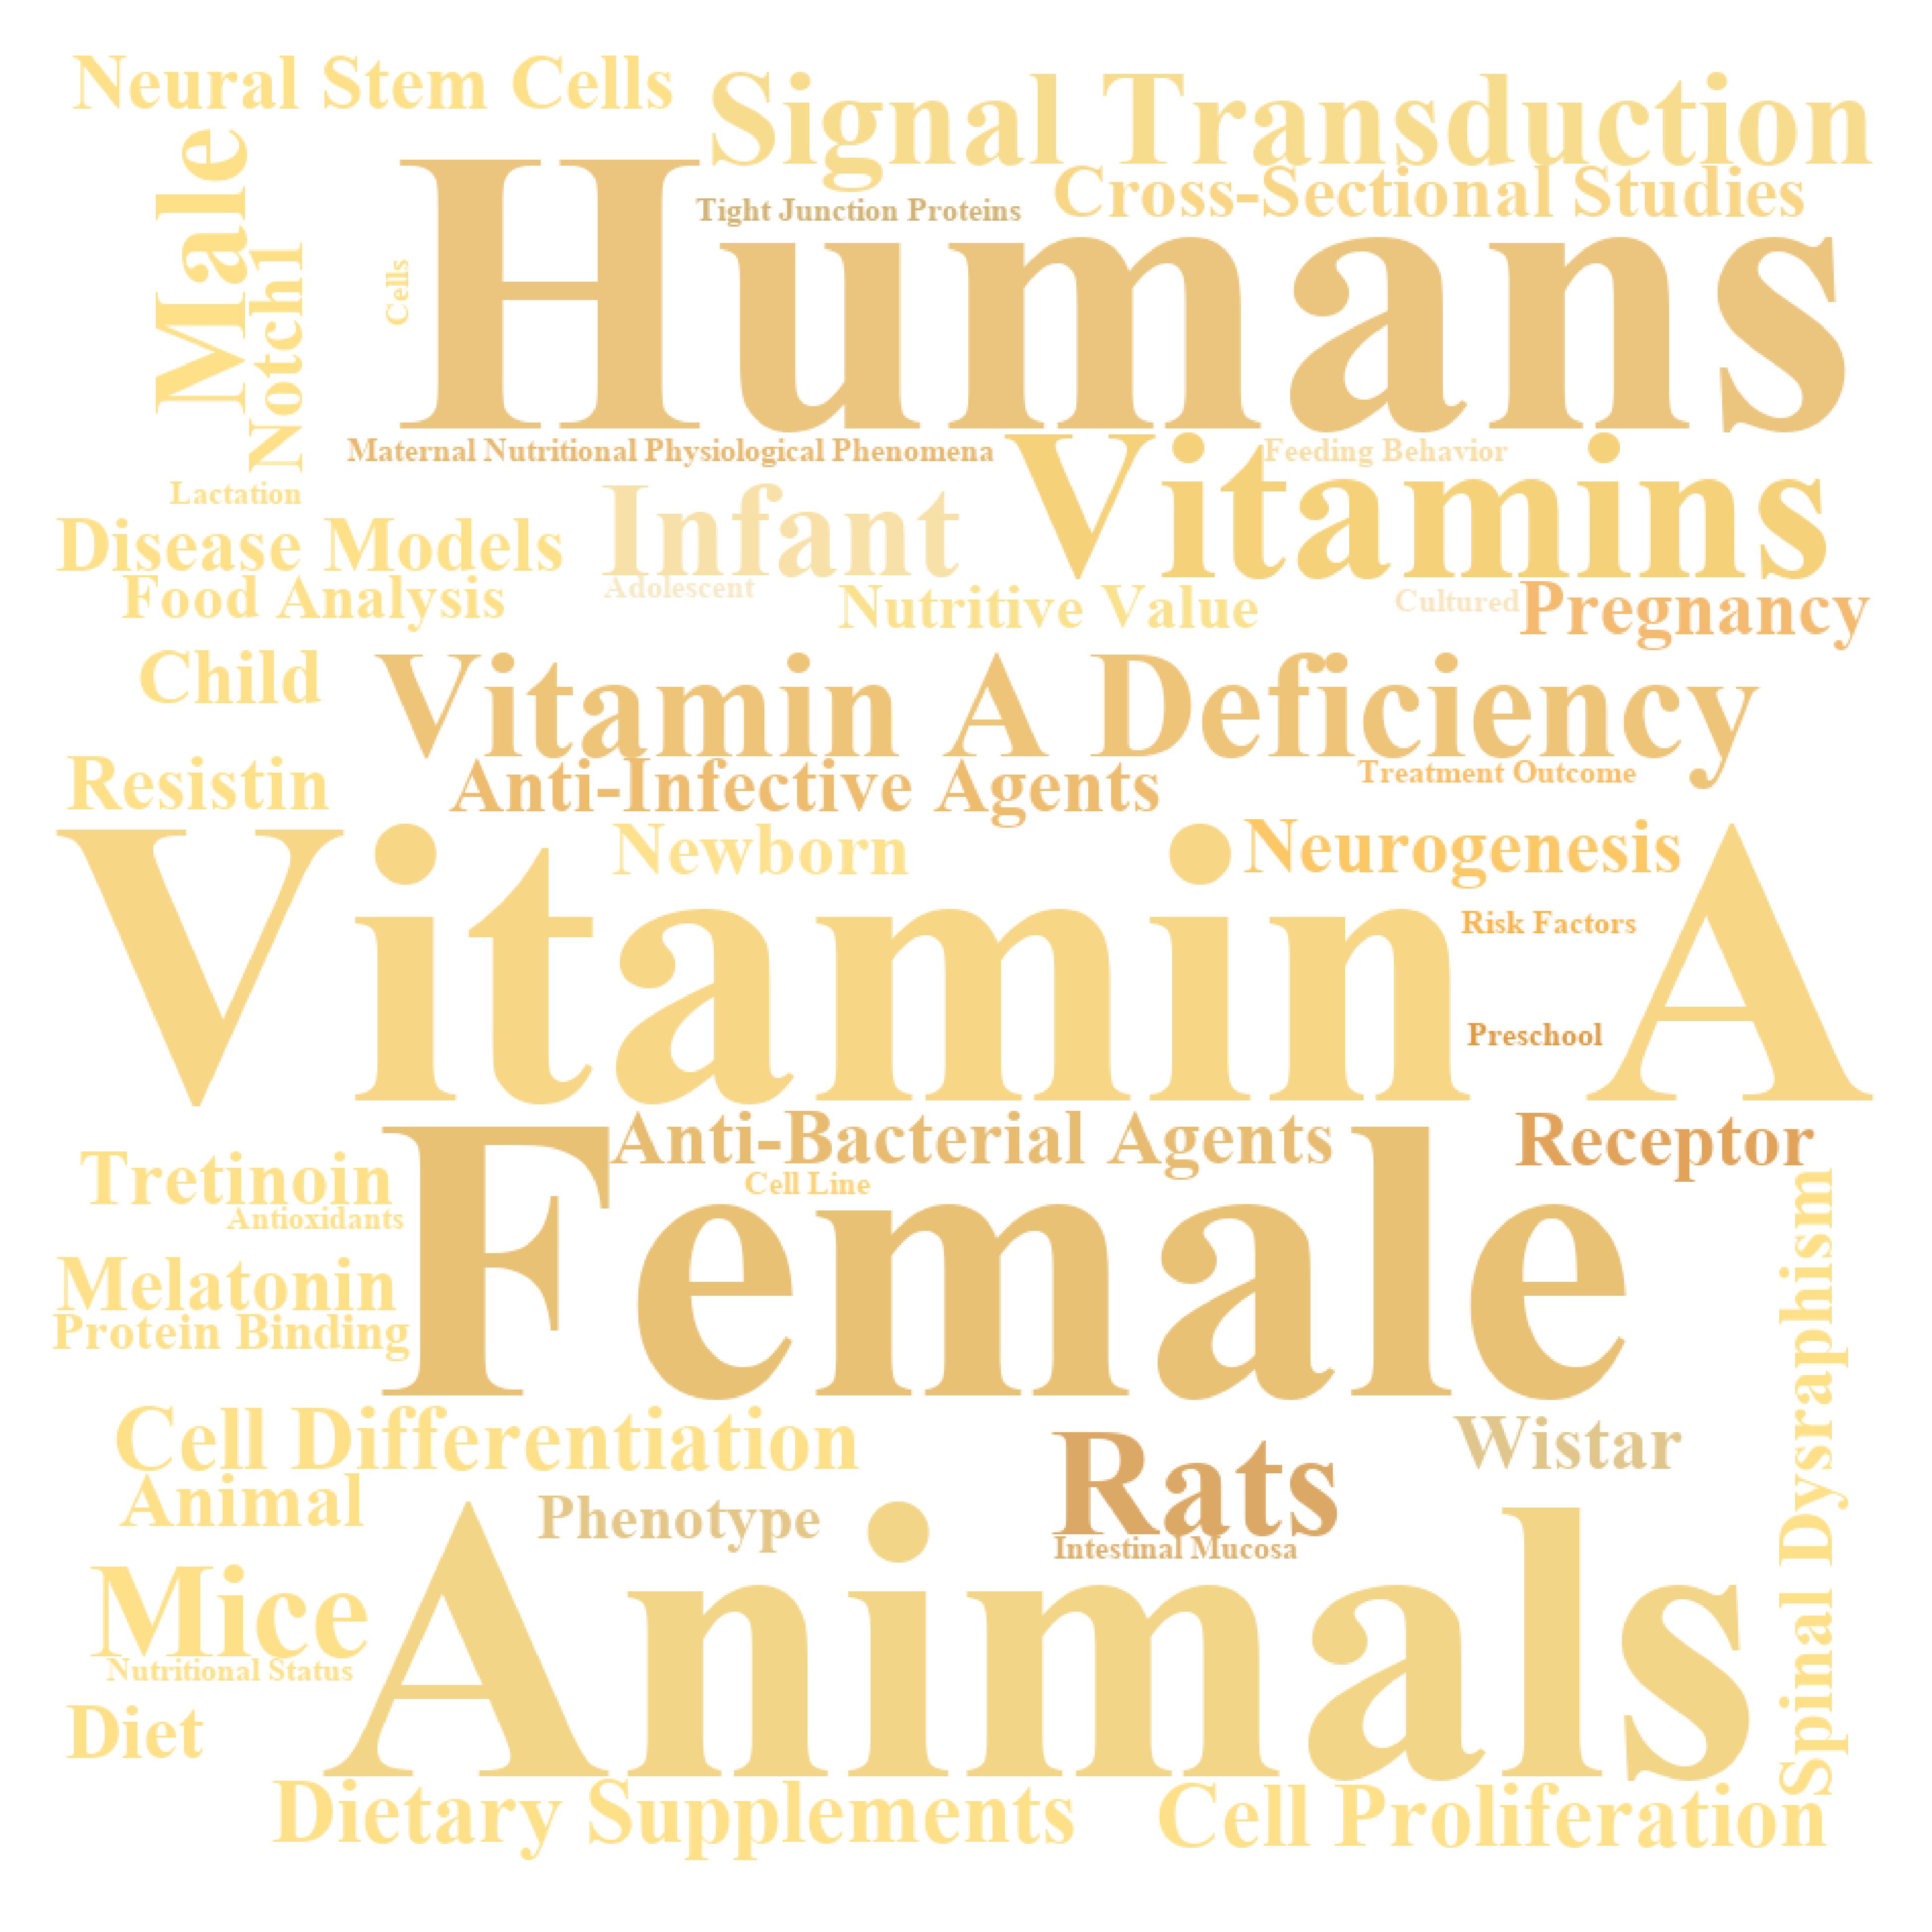 Neural Stem Cells
Signal Transduction
Male
Humans
Tight Junction Proteins
Cross-Sectional Studies
Notch1
Cells
Maternal Nutritional Physiological Phenomena
Vitamins
Feeding Behavior
Lactation
Infant
Disease Models
Adolescent
Food Analysis
Nutritive Value
Cultured
Pregnancy
Child
Vitamin A Deficiency
Resistin
Anti-Infective Agents
Treatment Outcome
Vitamin A
Newborn
Neurogenesis
Risk Factors
Preschool
Female
Anti-Bacterial Agents
Receptor
Tretinoin
Cell Line
Antioxidants
Spinal Dysraphism
Melatonin
Protein Binding
Cell Differentiation
Rats
Wistar
Animal
Phenotype
Intestinal Mucosa
Animals
Mice
Nutritional Status
Diet
Dietary Supplements
Cell Proliferation